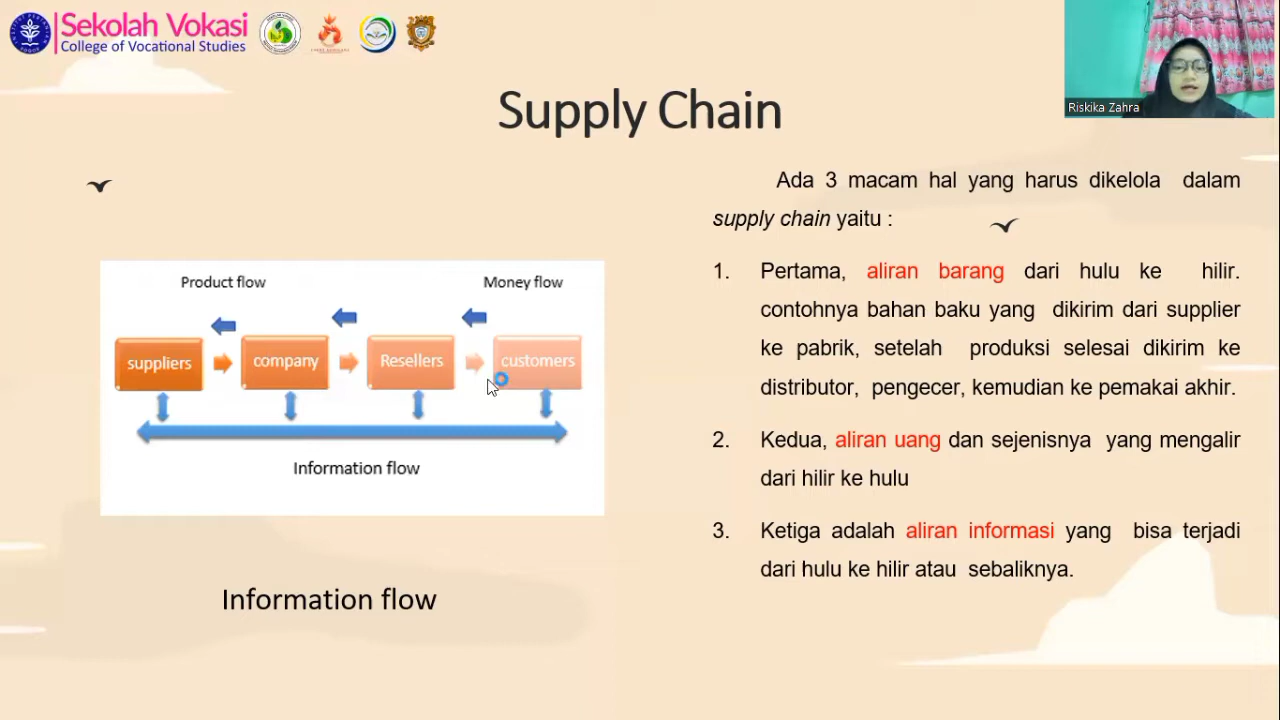 Sekolah Vokasi
College of Vocational Studies
Riskika Zahra
Supply Chain
Product flow
Money flow
suppliers
company
Resellers
customers
Information flow
Information flow
Ada 3 macam hal yang harus dikelola dalam
supply chain yaitu :
1. Pertama, aliran barang dari hulu ke hilir.
contohnya bahan baku yang dikirim dari supplier
ke pabrik, setelah produksi selesai dikirim ke
distributor, pengecer, kemudian ke pemakai akhir.
2. Kedua, aliran uang dan sejenisnya yang mengalir
dari hilir ke hulu
3. Ketiga adalah aliran informasi yang bisa terjadi
dari hulu ke hilir atau sebaliknya.